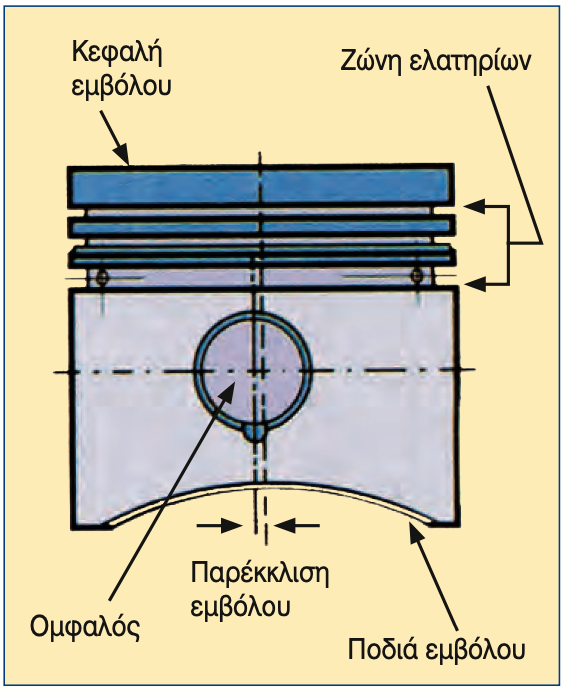 Κεφαλή
εμβόλου
Ζώνη ελατηρίων
Παρέκκλιση
εμβόλου
Ομφαλός
Ποδιά εμβόλου